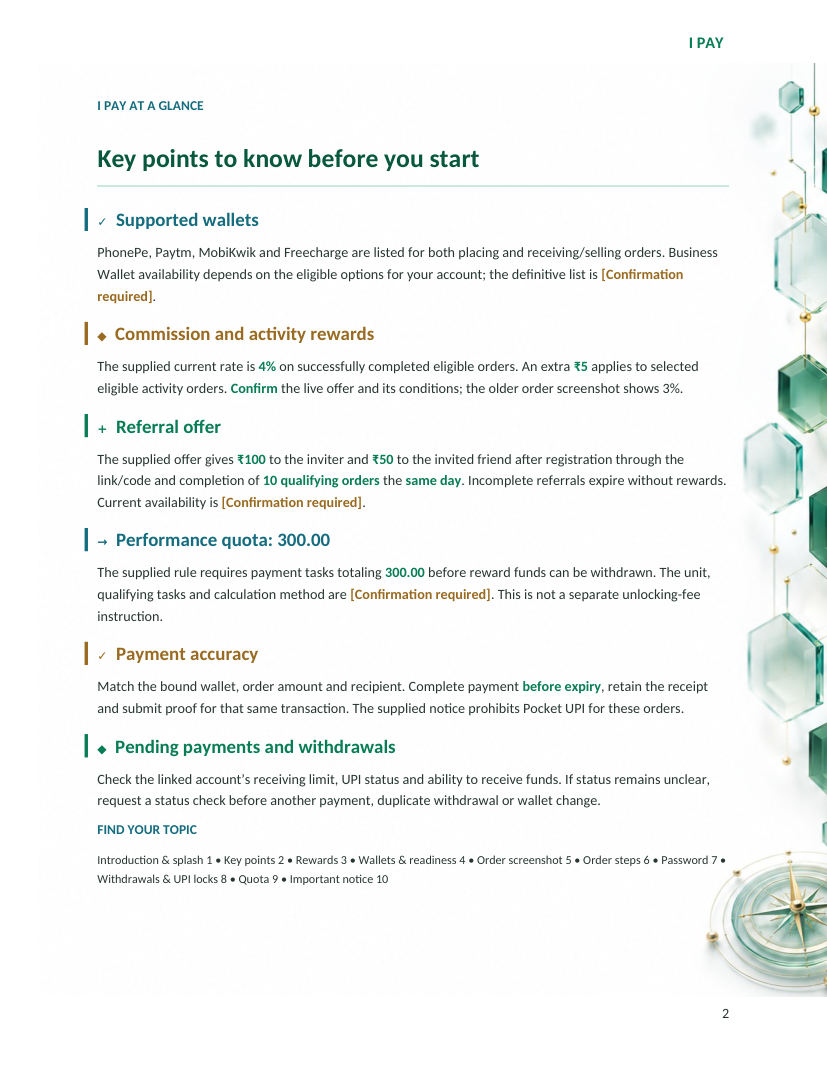 I PAY
I PAY AT A GLANCE
Key points to know before you start
✓ Supported wallets
PhonePe, Paytm, MobiKwik and Freecharge are listed for both placing and receiving/selling orders. Business
Wallet availability depends on the eligible options for your account; the definitive list is [Confirmation
required].
◆ Commission and activity rewards
The supplied current rate is 4% on successfully completed eligible orders. An extra ₹5 applies to selected
eligible activity orders. Confirm the live offer and its conditions; the older order screenshot shows 3%.
+ Referral offer
The supplied offer gives ₹100 to the inviter and ₹50 to the invited friend after registration through the
link/code and completion of 10 qualifying orders the same day. Incomplete referrals expire without rewards.
Current availability is [Confirmation required].
→ Performance quota: 300.00
The supplied rule requires payment tasks totaling 300.00 before reward funds can be withdrawn. The unit,
qualifying tasks and calculation method are [Confirmation required]. This is not a separate unlocking-fee
instruction.
✓ Payment accuracy
Match the bound wallet, order amount and recipient. Complete payment before expiry, retain the receipt
and submit proof for that same transaction. The supplied notice prohibits Pocket UPI for these orders.
◆ Pending payments and withdrawals
Check the linked account’s receiving limit, UPI status and ability to receive funds. If status remains unclear,
request a status check before another payment, duplicate withdrawal or wallet change.
FIND YOUR TOPIC
Introduction & splash 1 • Key points 2 • Rewards 3 • Wallets & readiness 4 • Order screenshot 5 • Order steps 6 • Password 7 •
Withdrawals & UPI locks 8 • Quota 9 • Important notice 10
2